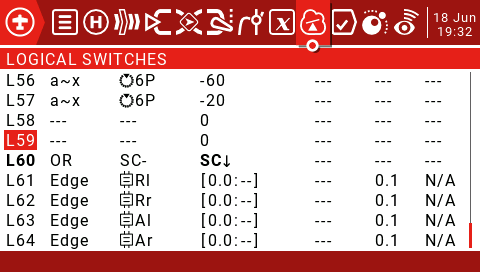 18 Jun
19:32
LOGICAL SWITCHES
L56 a~x 6P -60 --- --- ---
L57 a~x 6P -20 --- --- ---
L58 --- --- 0 --- --- ---
L59 --- --- 0 --- --- ---
L60 OR SC- SC↓ --- --- ---
L61 Edge Rl [0.0:--] --- 0.1 N/A
L62 Edge Rr [0.0:--] --- 0.1 N/A
L63 Edge Al [0.0:--] --- 0.1 N/A
L64 Edge Ar [0.0:--] --- 0.1 N/A